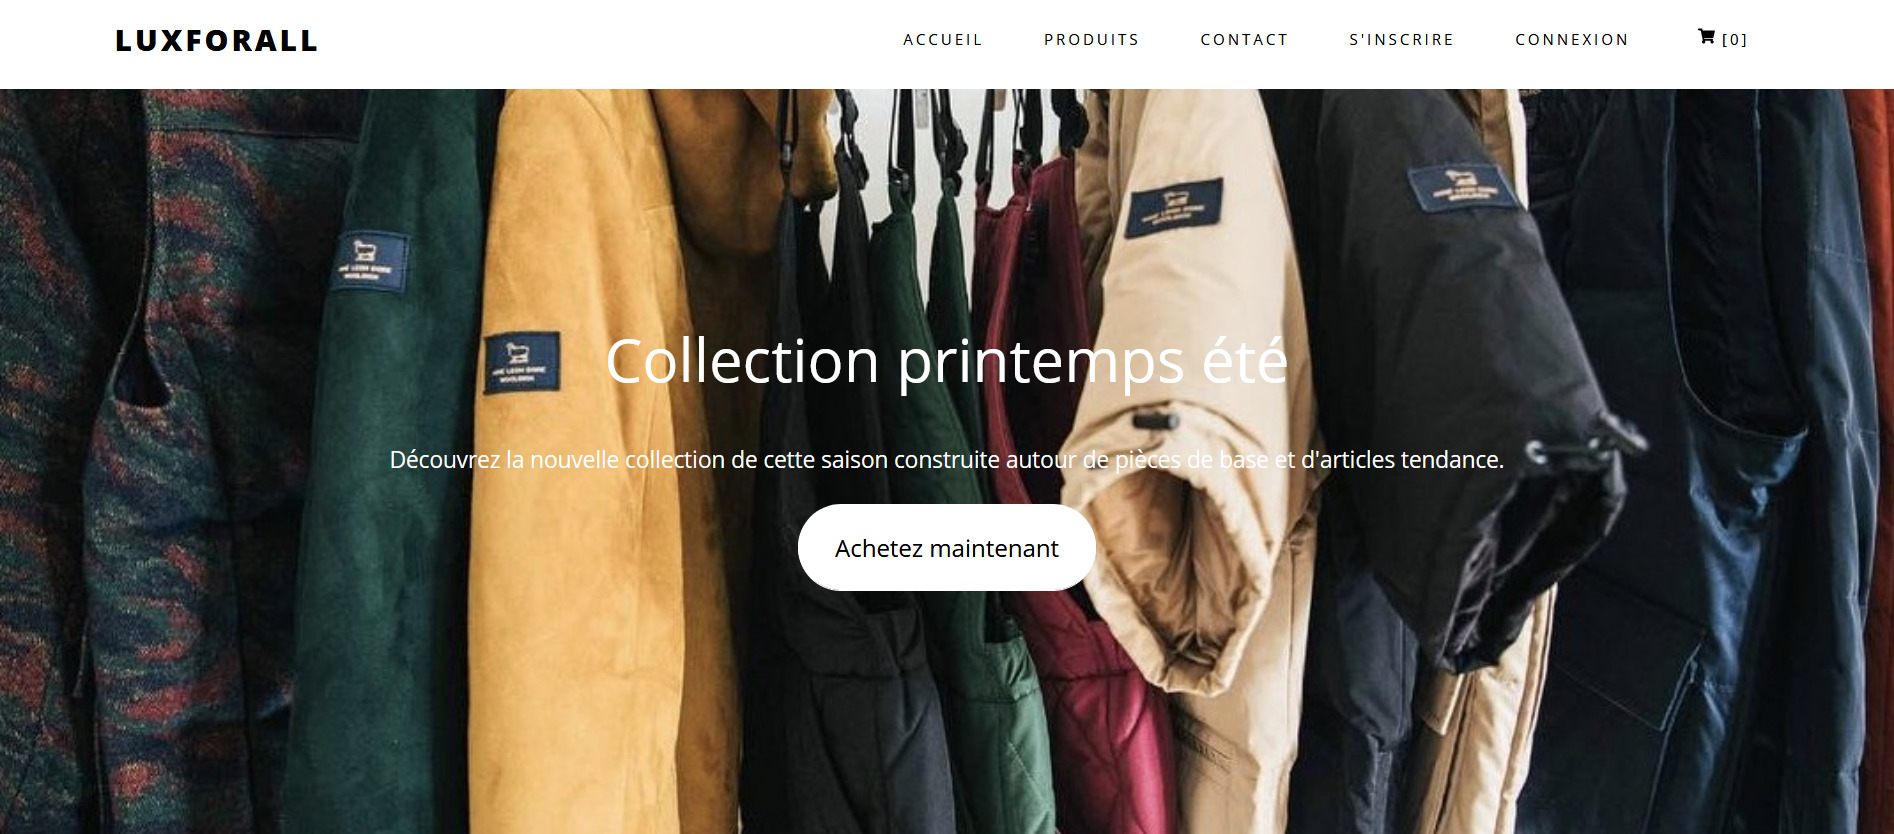 LUXFORALL
ACCUEIL PRODUITS CONTACT S'INSCRIRE CONNEXION [0]
Collection printemps été
Découvrez la nouvelle collection de cette saison construite autour de pièces de base et d'articles tendance.
Achetez maintenant